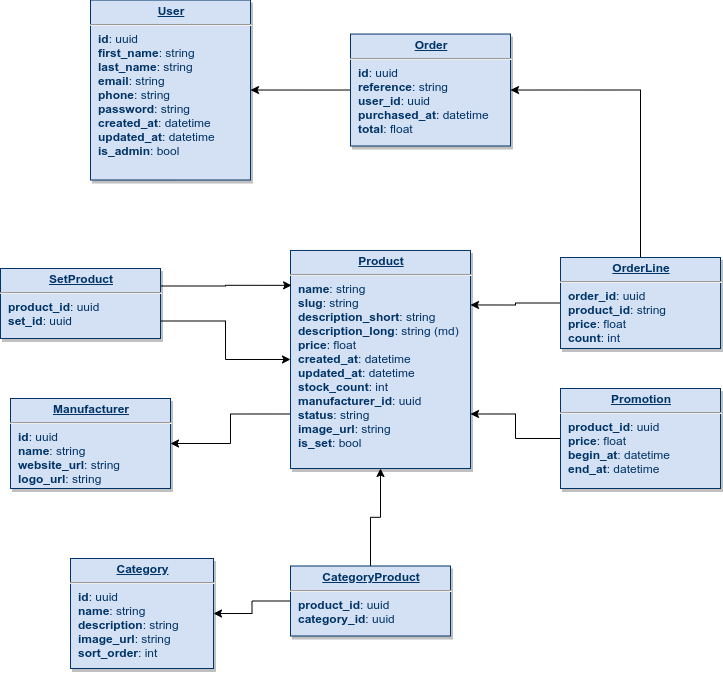 User
id: uuid
first_name: string
last_name: string
email: string
phone: string
password: string
created_at: datetime
updated_at: datetime
is_admin: bool
Order
id: uuid
reference: string
user_id: uuid
purchased_at: datetime
total: float
SetProduct
product_id: uuid
set_id: uuid
Product
name: string
slug: string
description_short: string
description_long: string (md)
price: float
created_at: datetime
updated_at: datetime
stock_count: int
manufacturer_id: uuid
status: string
image_url: string
is_set: bool
OrderLine
order_id: uuid
product_id: string
price: float
count: int
Manufacturer
id: uuid
name: string
website_url: string
logo_url: string
Promotion
product_id: uuid
price: float
begin_at: datetime
end_at: datetime
Category
id: uuid
name: string
description: string
image_url: string
sort_order: int
CategoryProduct
product_id: uuid
category_id: uuid